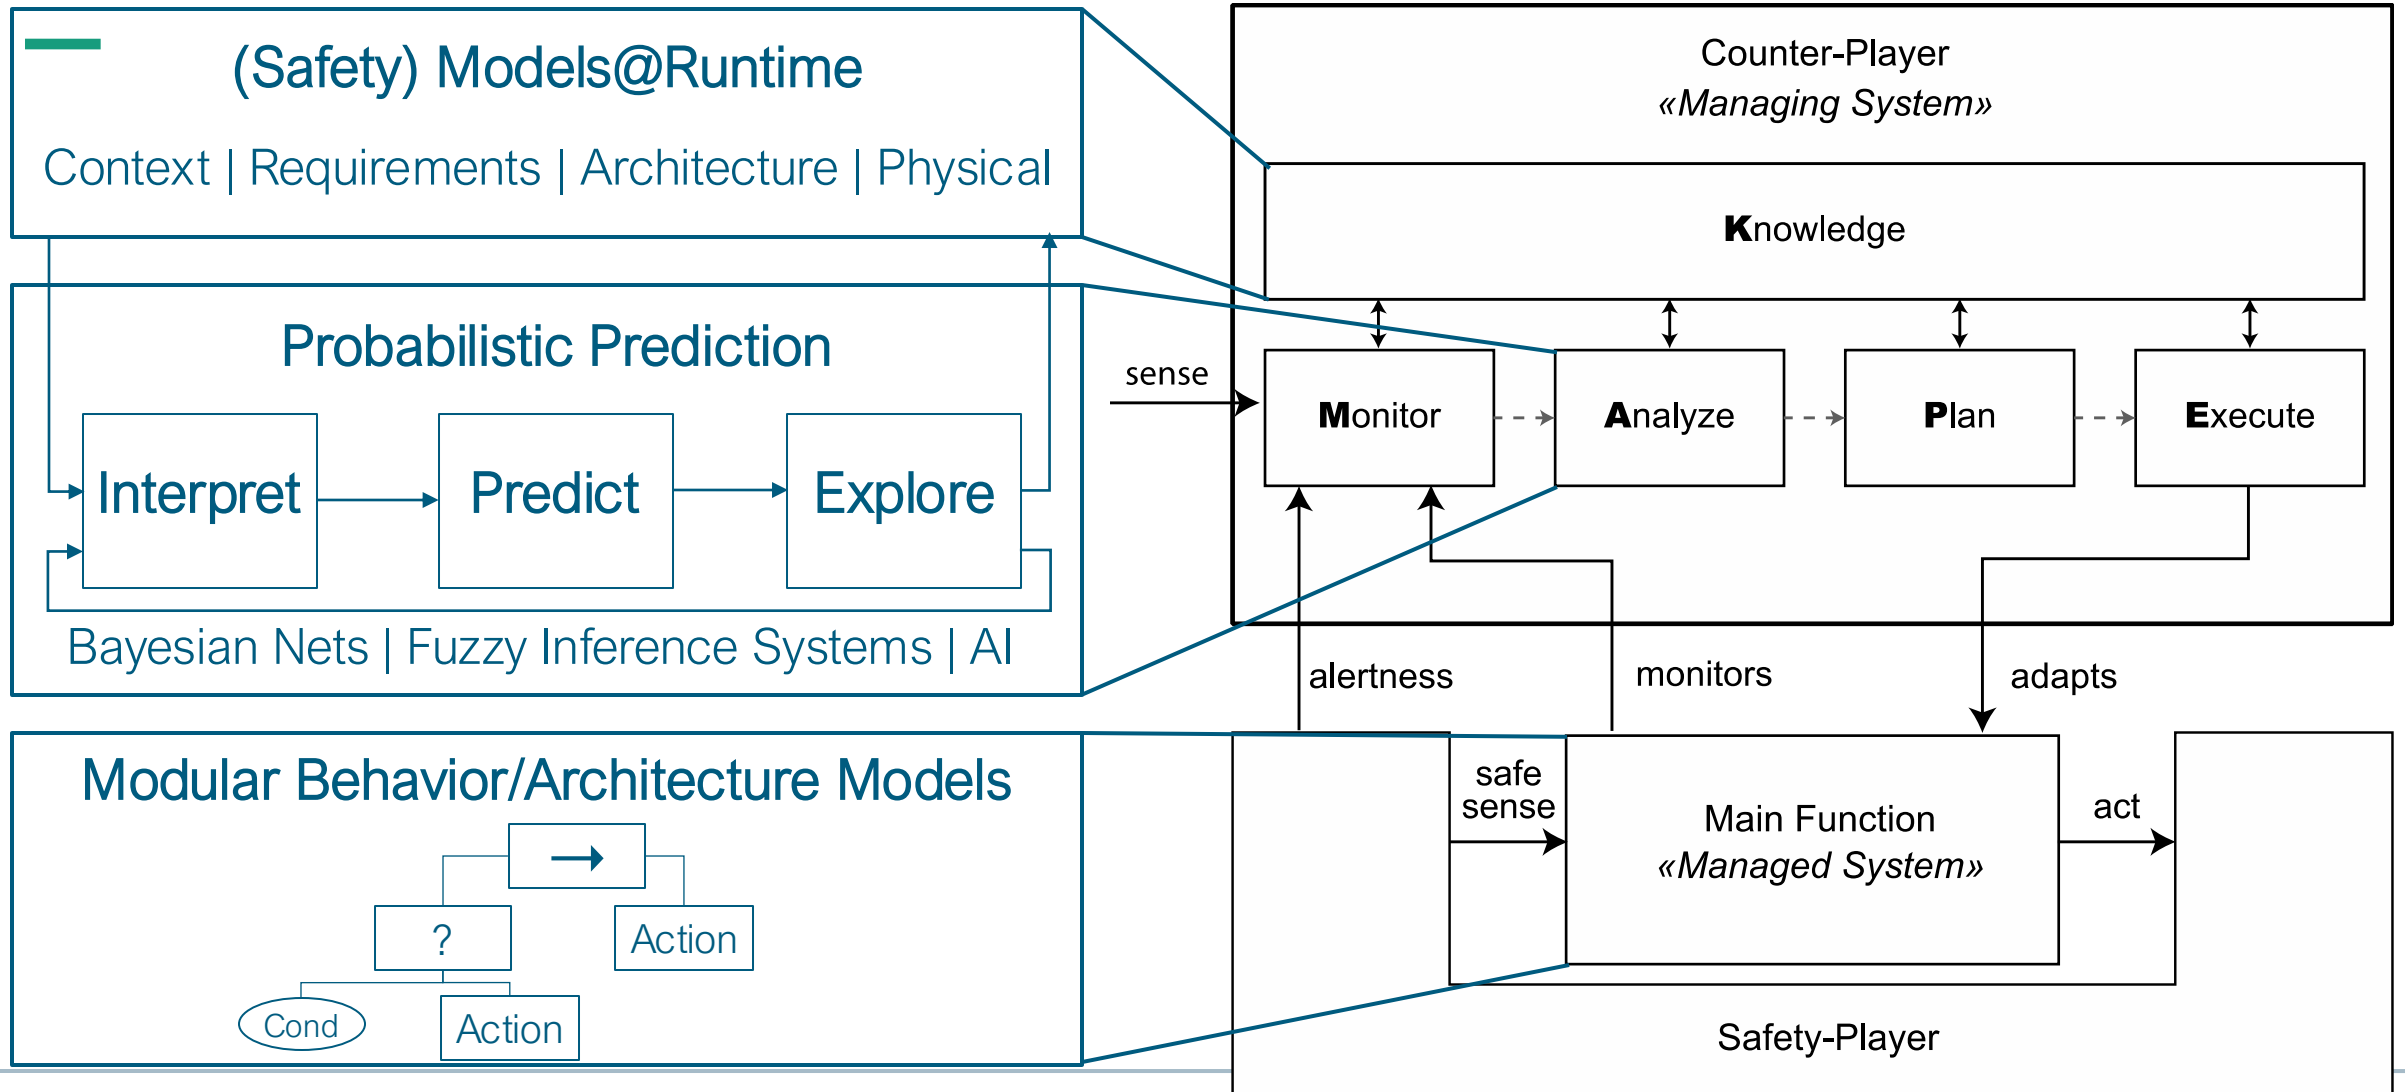 (Safety) Models@Runtime
Context | Requirements | Architecture | Physical
Probabilistic Prediction
Interpret
Predict
Explore
Bayesian Nets | Fuzzy Inference Systems | AI
Modular Behavior/Architecture Models
?
Action
Cond
Action
Counter-Player
«Managing System»
Knowledge
sense
Monitor
Analyze
Plan
Execute
alertness
monitors
adapts
safe
sense
Main Function
«Managed System»
act
Safety-Player